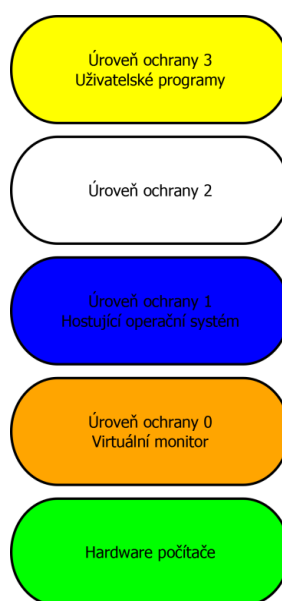 Úroveň ochrany 3
Uživatelské programy
Úroveň ochrany 2
Úroveň ochrany 1
Hostující operační systém
Úroveň ochrany 0
Virtuální monitor
Hardware počítače